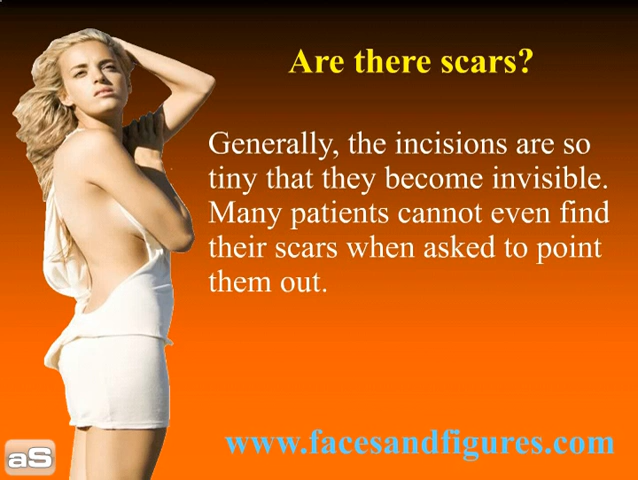 Are there scars?
Generally, the incisions are so
tiny that they become invisible.
Many patients cannot even find
their scars when asked to point
them out.
www.facesandfigures.com
aS